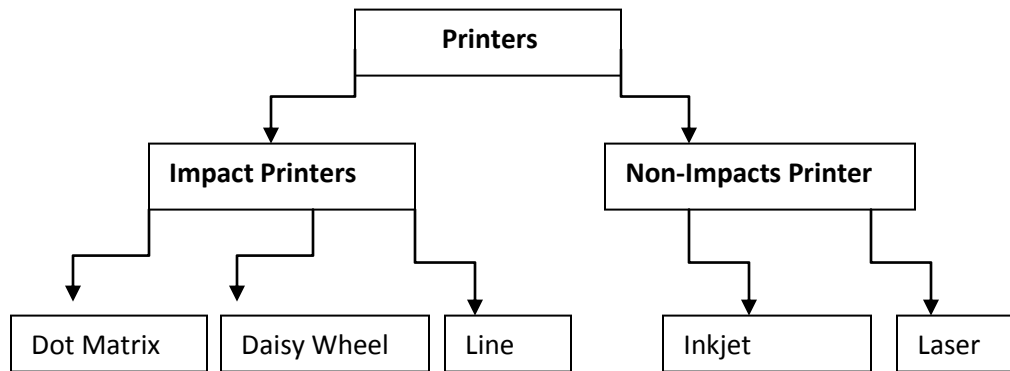 Printers
Impact Printers
Non-Impacts Printer
Dot Matrix
Daisy Wheel
Line
Inkjet
Laser